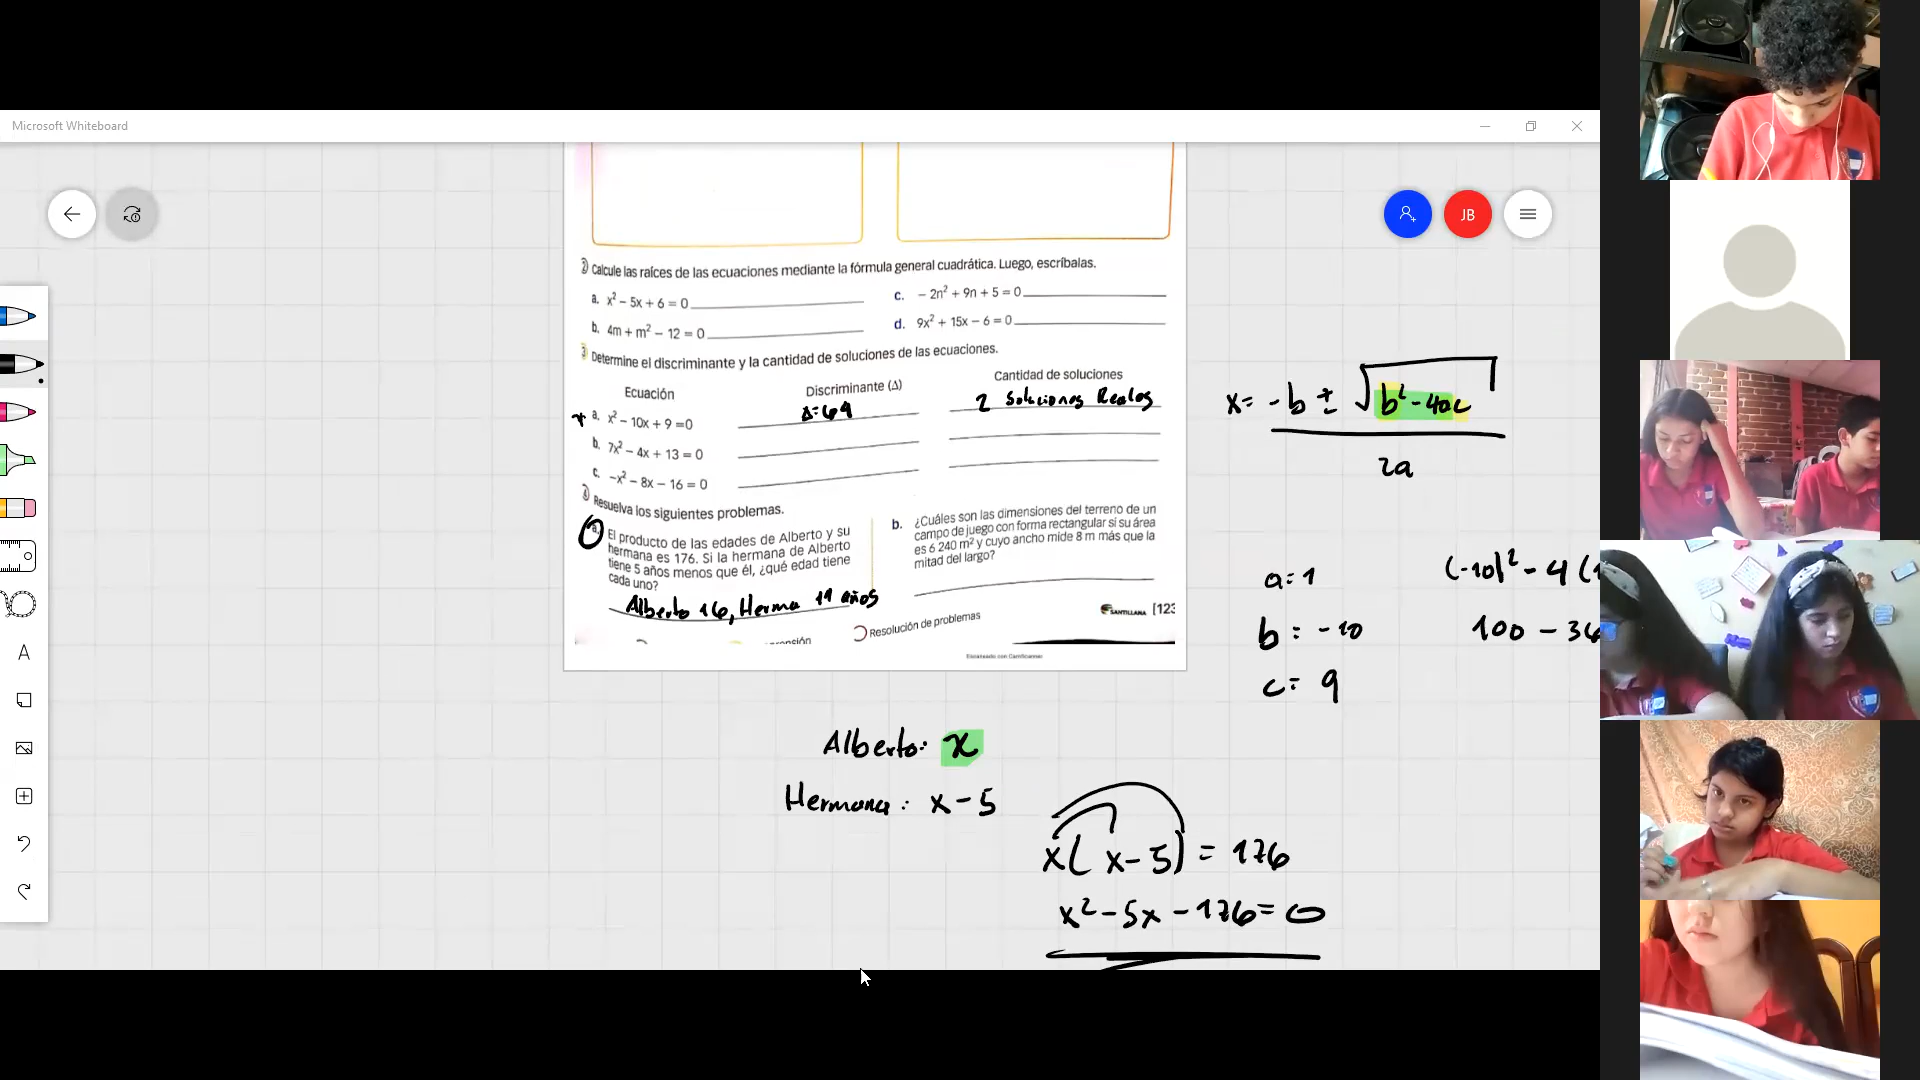 Microsoft Whiteboard
JB
2 Calcule las raíces de las ecuaciones mediante la fórmula general cuadrática. Luego, escríbalas.
a. x² – 5x + 6 = 0
c. – 2n² + 9n + 5 = 0
b. 4m + m² – 12 = 0
d. 9x² + 15x – 6 = 0
3 Determine el discriminante y la cantidad de soluciones de las ecuaciones.
Ecuación
Discriminante (Δ)
Cantidad de soluciones
a. x² – 10x + 9 = 0
Δ=64
2 Soluciones Reales
b. 7x² – 4x + 13 = 0
c. –x² – 8x – 16 = 0
4 Resuelva los siguientes problemas.
a. El producto de las edades de Alberto y su
hermana es 176. Si la hermana de Alberto
tiene 5 años menos que él, ¿qué edad tiene
cada uno?
Alberto 16, Herma 11 años
b. ¿Cuáles son las dimensiones del terreno de un
campo de juego con forma rectangular si su área
es 6 240 m² y cuyo ancho mide 8 m más que la
mitad del largo?
SANTILLANA [123
Resolución de problemas
Escaneado con CamScanner
x= -b ± √b² - 4ac
2a
a=1
b = -10
c= 9
(-10)² - 4 (1
100 - 36
Alberto: x
Hermana: x - 5
x( x - 5) = 176
x² - 5x - 176 = 0